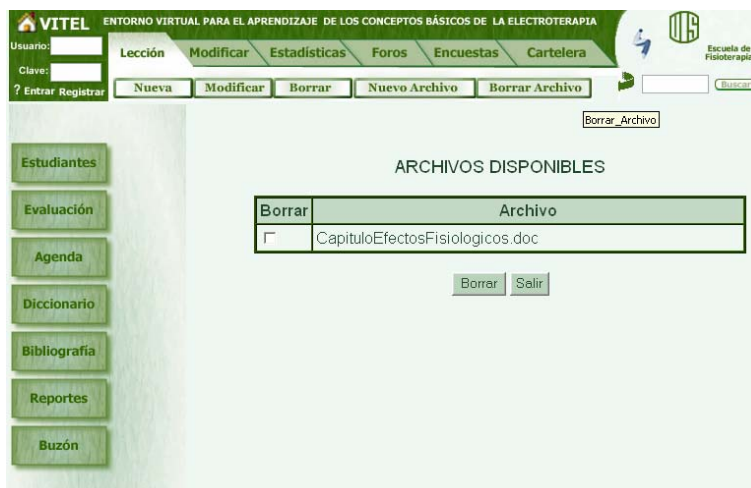 VITEL ENTORNO VIRTUAL PARA EL APRENDIZAJE DE LOS CONCEPTOS BÁSICOS DE LA ELECTROTERAPIA
Usuario:
Clave:
? Entrar Registrar
Lección Modificar Estadísticas Foros Encuestas Cartelera
Escuela de
Fisioterapia
Nueva Modificar Borrar Nuevo Archivo Borrar Archivo
Buscar
Borrar_Archivo
Estudiantes
Evaluación
Agenda
Diccionario
Bibliografía
Reportes
Buzón
ARCHIVOS DISPONIBLES
Borrar Archivo
CapituloEfectosFisiologicos.doc
Borrar Salir